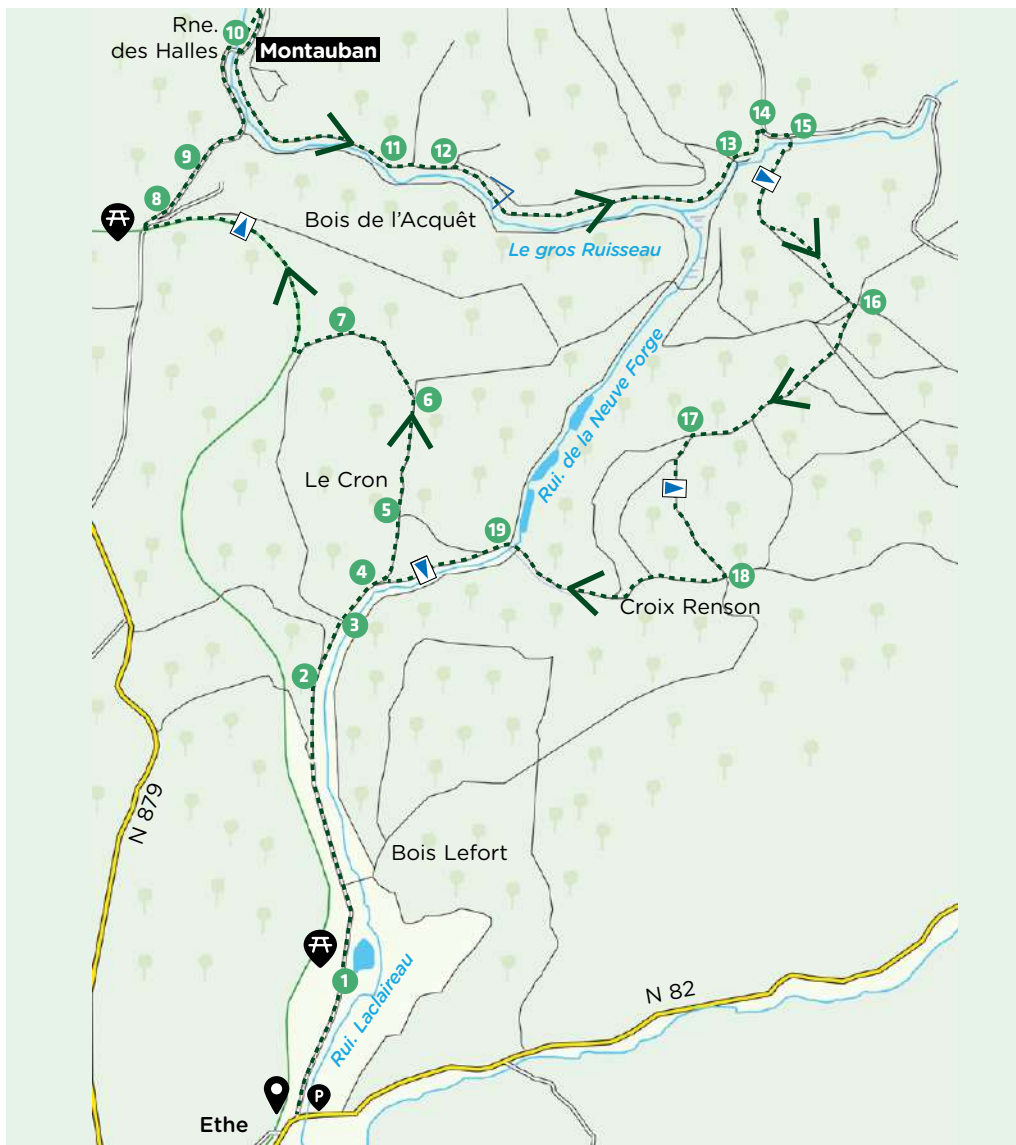 Rne.
des Halles
10
Montauban
14
15
13
11
12
9
8
Bois de l'Acquêt
Le gros Ruisseau
16
7
6
17
Rui. de la Neuve Forge
Le Cron
5
19
4
18
Croix Renson
3
2
N 879
Bois Lefort
1
Rui. Laclaireau
N 82
P
Ethe